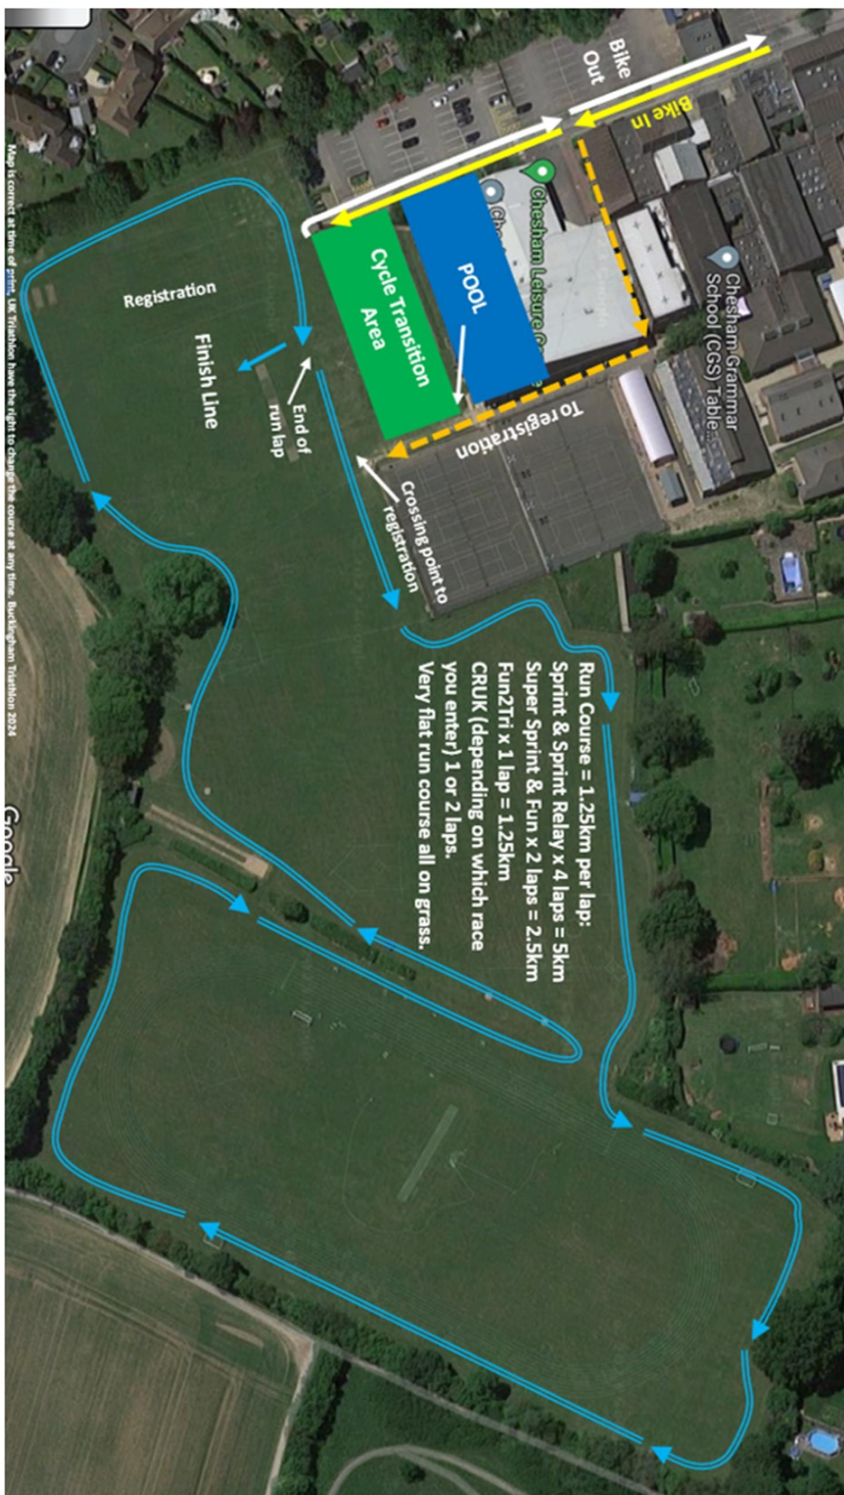 Chesham Grammar
School (CGS) Table...
Bike
Out
Bike In
Chesham Leisure
POOL
Cycle Transition
Area
To registration
Crossing point to
registration
End of
run lap
Registration
Finish Line
Run Course = 1.25km per lap:
Sprint & Sprint Relay x 4 laps = 5km
Super Sprint & Fun x 2 laps = 2.5km
Fun2Tri x 1 lap = 1.25km
CRUK (depending on which race
you enter) 1 or 2 laps.
Very flat run course all on grass.
Map is correct at time of print, UK Triathlon have the right to change the course at any time. Buckingham Triathlon 2024
Google